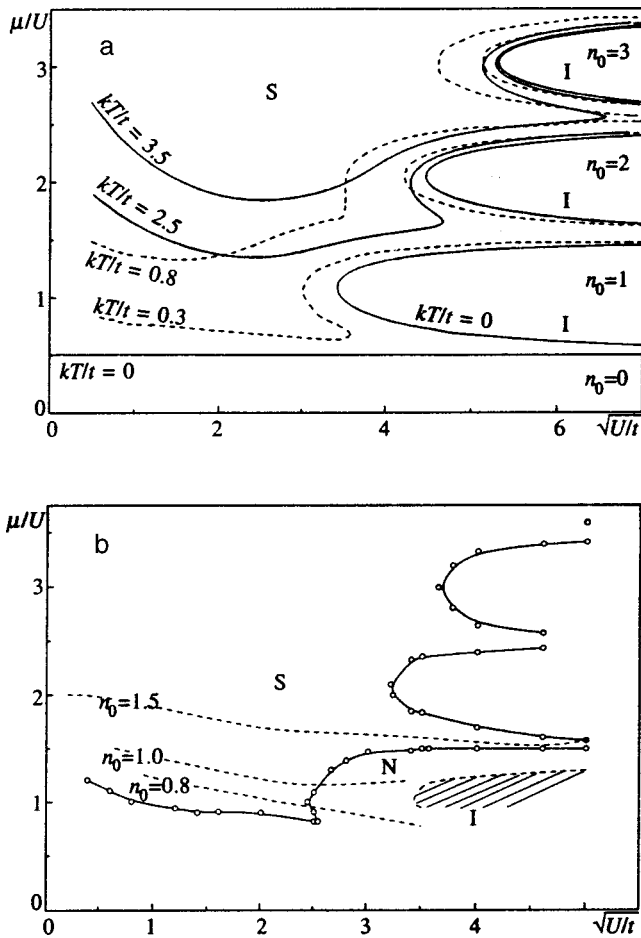 μ/U
a
3
S
n₀=3
I
kT/t = 3.5
2
n₀=2
kT/t = 2.5
I
kT/t = 0.8
1
n₀=1
kT/t = 0.3
kT/t = 0
I
kT/t = 0
n₀=0
0
0 2 4 6 √U/t
μ/U
b
3
S
2
n₀=1.5
n₀=1.0
N
n₀=0.8
1
I
0
0 1 2 3 4 √U/t